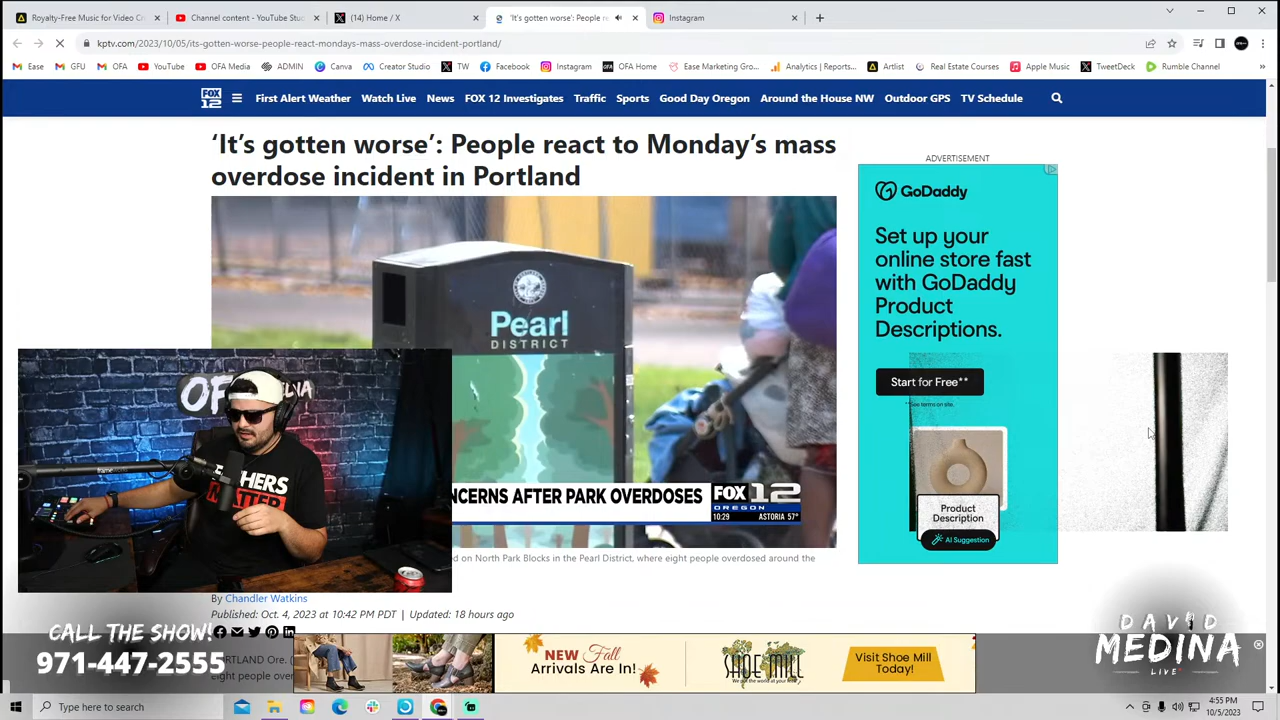 Royalty-Free Music for Video Cr
Channel content - YouTube Stu
(14) Home / X
'It's gotten worse': People re
Instagram
kptv.com/2023/10/05/its-gotten-worse-people-react-mondays-mass-overdose-incident-portland/
Ease
GFU
OFA
YouTube
OFA Media
ADMIN
Canva
Creator Studio
TW
Facebook
Instagram
OFA Home
Ease Marketing Gro...
Analytics | Reports...
Artlist
Real Estate Courses
Apple Music
TweetDeck
Rumble Channel
FOX 12
First Alert Weather
Watch Live
News
FOX 12 Investigates
Traffic
Sports
Good Day Oregon
Around the House NW
Outdoor GPS
TV Schedule
'It's gotten worse': People react to Monday's mass
overdose incident in Portland
ADVERTISEMENT
GoDaddy
Set up your
online store fast
with GoDaddy
Product
Descriptions.
Start for Free**
**See terms on site.
Product
Description
AI Suggestion
Pearl
DISTRICT
NCERNS AFTER PARK OVERDOSES
FOX 12
OREGON
10:29
ASTORIA 57°
ed on North Park Blocks in the Pearl District, where eight people overdosed around the
By Chandler Watkins
Published: Oct. 4, 2023 at 10:42 PM PDT | Updated: 18 hours ago
CALL THE SHOW!
971-447-2555
NEW Fall
Arrivals Are In!
SHOE MILL
Visit Shoe Mill
Today!
DAVID
MEDINA
LIVE
Type here to search
4:55 PM
10/5/2023